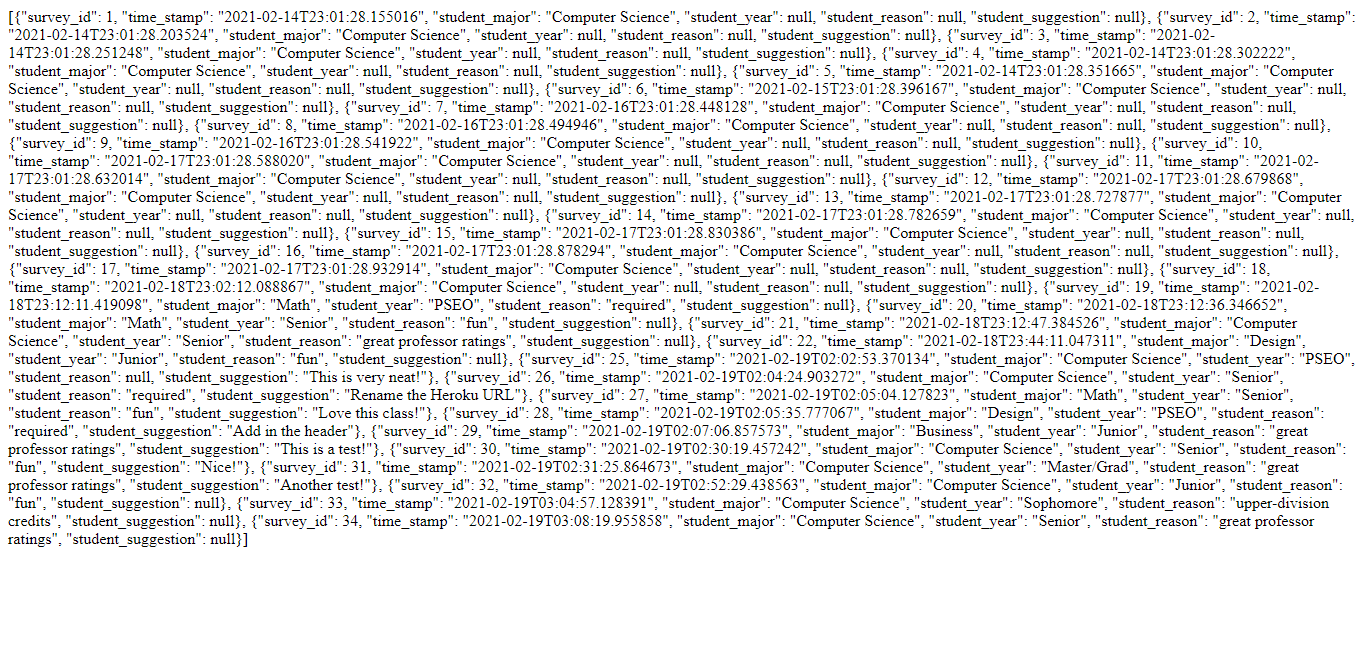 [{"survey_id": 1, "time_stamp": "2021-02-14T23:01:28.155016", "student_major": "Computer Science", "student_year": null, "student_reason": null, "student_suggestion": null}, {"survey_id": 2, "time_stamp":
"2021-02-14T23:01:28.203524", "student_major": "Computer Science", "student_year": null, "student_reason": null, "student_suggestion": null}, {"survey_id": 3, "time_stamp": "2021-02-
14T23:01:28.251248", "student_major": "Computer Science", "student_year": null, "student_reason": null, "student_suggestion": null}, {"survey_id": 4, "time_stamp": "2021-02-14T23:01:28.302222",
"student_major": "Computer Science", "student_year": null, "student_reason": null, "student_suggestion": null}, {"survey_id": 5, "time_stamp": "2021-02-14T23:01:28.351665", "student_major": "Computer
Science", "student_year": null, "student_reason": null, "student_suggestion": null}, {"survey_id": 6, "time_stamp": "2021-02-15T23:01:28.396167", "student_major": "Computer Science", "student_year": null,
"student_reason": null, "student_suggestion": null}, {"survey_id": 7, "time_stamp": "2021-02-16T23:01:28.448128", "student_major": "Computer Science", "student_year": null, "student_reason": null,
"student_suggestion": null}, {"survey_id": 8, "time_stamp": "2021-02-16T23:01:28.494946", "student_major": "Computer Science", "student_year": null, "student_reason": null, "student_suggestion": null},
{"survey_id": 9, "time_stamp": "2021-02-16T23:01:28.541922", "student_major": "Computer Science", "student_year": null, "student_reason": null, "student_suggestion": null}, {"survey_id": 10,
"time_stamp": "2021-02-17T23:01:28.588020", "student_major": "Computer Science", "student_year": null, "student_reason": null, "student_suggestion": null}, {"survey_id": 11, "time_stamp": "2021-02-
17T23:01:28.632014", "student_major": "Computer Science", "student_year": null, "student_reason": null, "student_suggestion": null}, {"survey_id": 12, "time_stamp": "2021-02-17T23:01:28.679868",
"student_major": "Computer Science", "student_year": null, "student_reason": null, "student_suggestion": null}, {"survey_id": 13, "time_stamp": "2021-02-17T23:01:28.727877", "student_major": "Computer
Science", "student_year": null, "student_reason": null, "student_suggestion": null}, {"survey_id": 14, "time_stamp": "2021-02-17T23:01:28.782659", "student_major": "Computer Science", "student_year": null,
"student_reason": null, "student_suggestion": null}, {"survey_id": 15, "time_stamp": "2021-02-17T23:01:28.830386", "student_major": "Computer Science", "student_year": null, "student_reason": null,
"student_suggestion": null}, {"survey_id": 16, "time_stamp": "2021-02-17T23:01:28.878294", "student_major": "Computer Science", "student_year": null, "student_reason": null, "student_suggestion": null},
{"survey_id": 17, "time_stamp": "2021-02-17T23:01:28.932914", "student_major": "Computer Science", "student_year": null, "student_reason": null, "student_suggestion": null}, {"survey_id": 18,
"time_stamp": "2021-02-18T23:02:12.088867", "student_major": "Computer Science", "student_year": null, "student_reason": null, "student_suggestion": null}, {"survey_id": 19, "time_stamp": "2021-02-
18T23:12:11.419098", "student_major": "Math", "student_year": "PSEO", "student_reason": "required", "student_suggestion": null}, {"survey_id": 20, "time_stamp": "2021-02-18T23:12:36.346652",
"student_major": "Math", "student_year": "Senior", "student_reason": "fun", "student_suggestion": null}, {"survey_id": 21, "time_stamp": "2021-02-18T23:12:47.384526", "student_major": "Computer
Science", "student_year": "Senior", "student_reason": "great professor ratings", "student_suggestion": null}, {"survey_id": 22, "time_stamp": "2021-02-18T23:44:11.047311", "student_major": "Design",
"student_year": "Junior", "student_reason": "fun", "student_suggestion": null}, {"survey_id": 25, "time_stamp": "2021-02-19T02:02:53.370134", "student_major": "Computer Science", "student_year": "PSEO",
"student_reason": null, "student_suggestion": "This is very neat!"}, {"survey_id": 26, "time_stamp": "2021-02-19T02:04:24.903272", "student_major": "Computer Science", "student_year": "Senior",
"student_reason": "required", "student_suggestion": "Rename the Heroku URL"}, {"survey_id": 27, "time_stamp": "2021-02-19T02:05:04.127823", "student_major": "Math", "student_year": "Senior",
"student_reason": "fun", "student_suggestion": "Love this class!"}, {"survey_id": 28, "time_stamp": "2021-02-19T02:05:35.777067", "student_major": "Design", "student_year": "PSEO", "student_reason":
"required", "student_suggestion": "Add in the header"}, {"survey_id": 29, "time_stamp": "2021-02-19T02:07:06.857573", "student_major": "Business", "student_year": "Junior", "student_reason": "great
professor ratings", "student_suggestion": "This is a test!"}, {"survey_id": 30, "time_stamp": "2021-02-19T02:30:19.457242", "student_major": "Computer Science", "student_year": "Senior", "student_reason":
"fun", "student_suggestion": "Nice!"}, {"survey_id": 31, "time_stamp": "2021-02-19T02:31:25.864673", "student_major": "Computer Science", "student_year": "Master/Grad", "student_reason": "great
professor ratings", "student_suggestion": "Another test!"}, {"survey_id": 32, "time_stamp": "2021-02-19T02:52:29.438563", "student_major": "Computer Science", "student_year": "Junior", "student_reason":
"fun", "student_suggestion": null}, {"survey_id": 33, "time_stamp": "2021-02-19T03:04:57.128391", "student_major": "Computer Science", "student_year": "Sophomore", "student_reason": "upper-division
credits", "student_suggestion": null}, {"survey_id": 34, "time_stamp": "2021-02-19T03:08:19.955858", "student_major": "Computer Science", "student_year": "Senior", "student_reason": "great professor
ratings", "student_suggestion": null}]